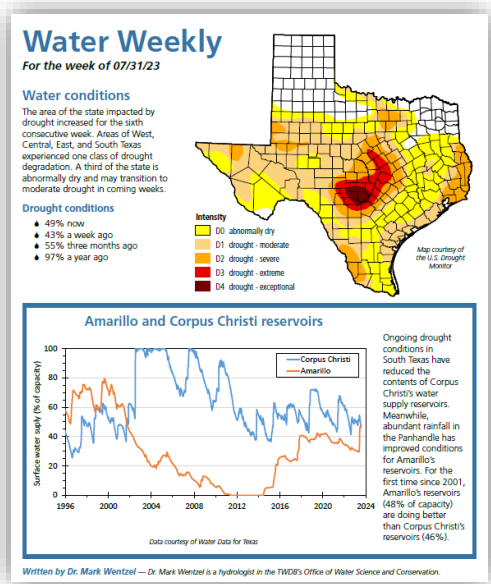 Water Weekly
For the week of 07/31/23
Water conditions
The area of the state impacted by
drought increased for the sixth
consecutive week. Areas of West,
Central, East, and South Texas
experienced one class of drought
degradation. A third of the state is
abnormally dry and may transition to
moderate drought in coming weeks.
Drought conditions
49% now
43% a week ago
55% three months ago
97% a year ago
Intensity
D0 abnormally dry
D1 drought - moderate
D2 drought - severe
D3 drought - extreme
D4 drought - exceptional
Map courtesy of
the U.S. Drought
Monitor
Amarillo and Corpus Christi reservoirs
Surface water suply (% of capacity)
100
80
60
40
20
0
1996 2000 2004 2008 2012 2016 2020 2024
Corpus Christi
Amarillo
Data courtesy of Water Data for Texas
Ongoing drought
conditions in
South Texas have
reduced the
contents of Corpus
Christi's water
supply reservoirs.
Meanwhile,
abundant rainfall in
the Panhandle has
improved conditions
for Amarillo's
reservoirs. For the
first time since 2001,
Amarillo's reservoirs
(48% of capacity)
are doing better
than Corpus Christi's
reservoirs (46%).
Written by Dr. Mark Wentzel — Dr. Mark Wentzel is a hydrologist in the TWDB's Office of Water Science and Conservation.